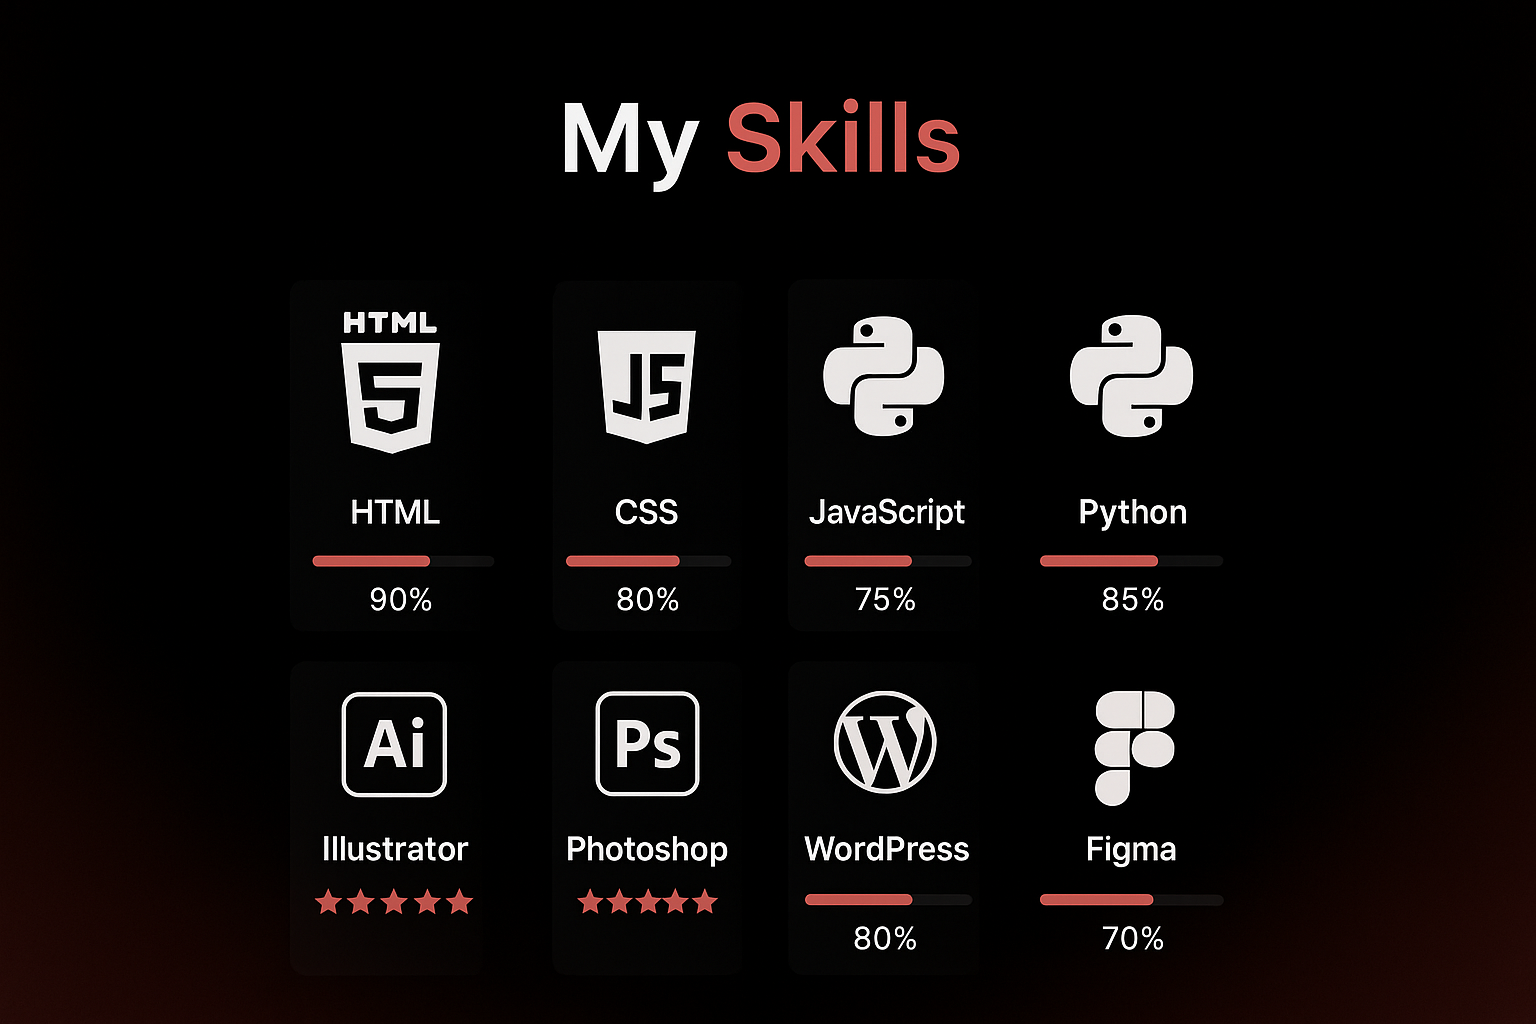 My Skills
HTML
5
JS
HTML
CSS
JavaScript
Python
90%
80%
75%
85%
Ai
Ps
W
Illustrator
Photoshop
WordPress
Figma
80%
70%